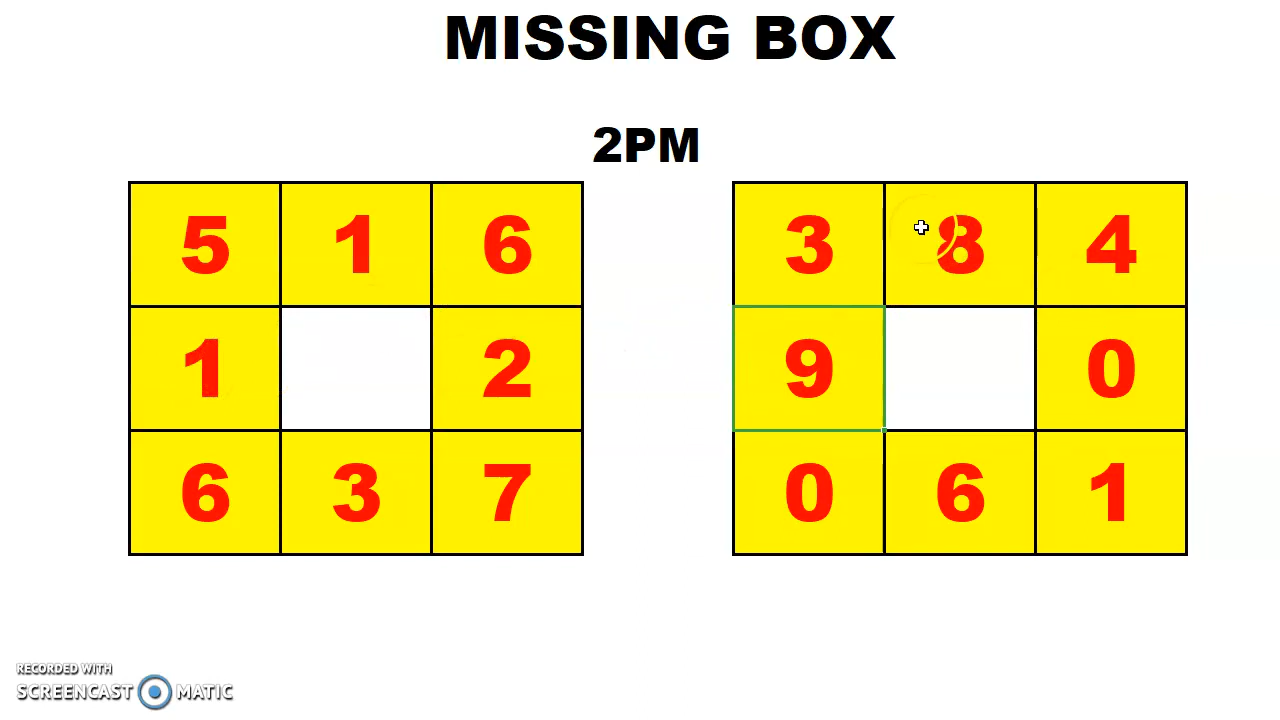 MISSING BOX
2PM
5 1 6 3 8 4
1 2 9 0
6 3 7 0 6 1
RECORDED WITH
SCREENCAST MATIC